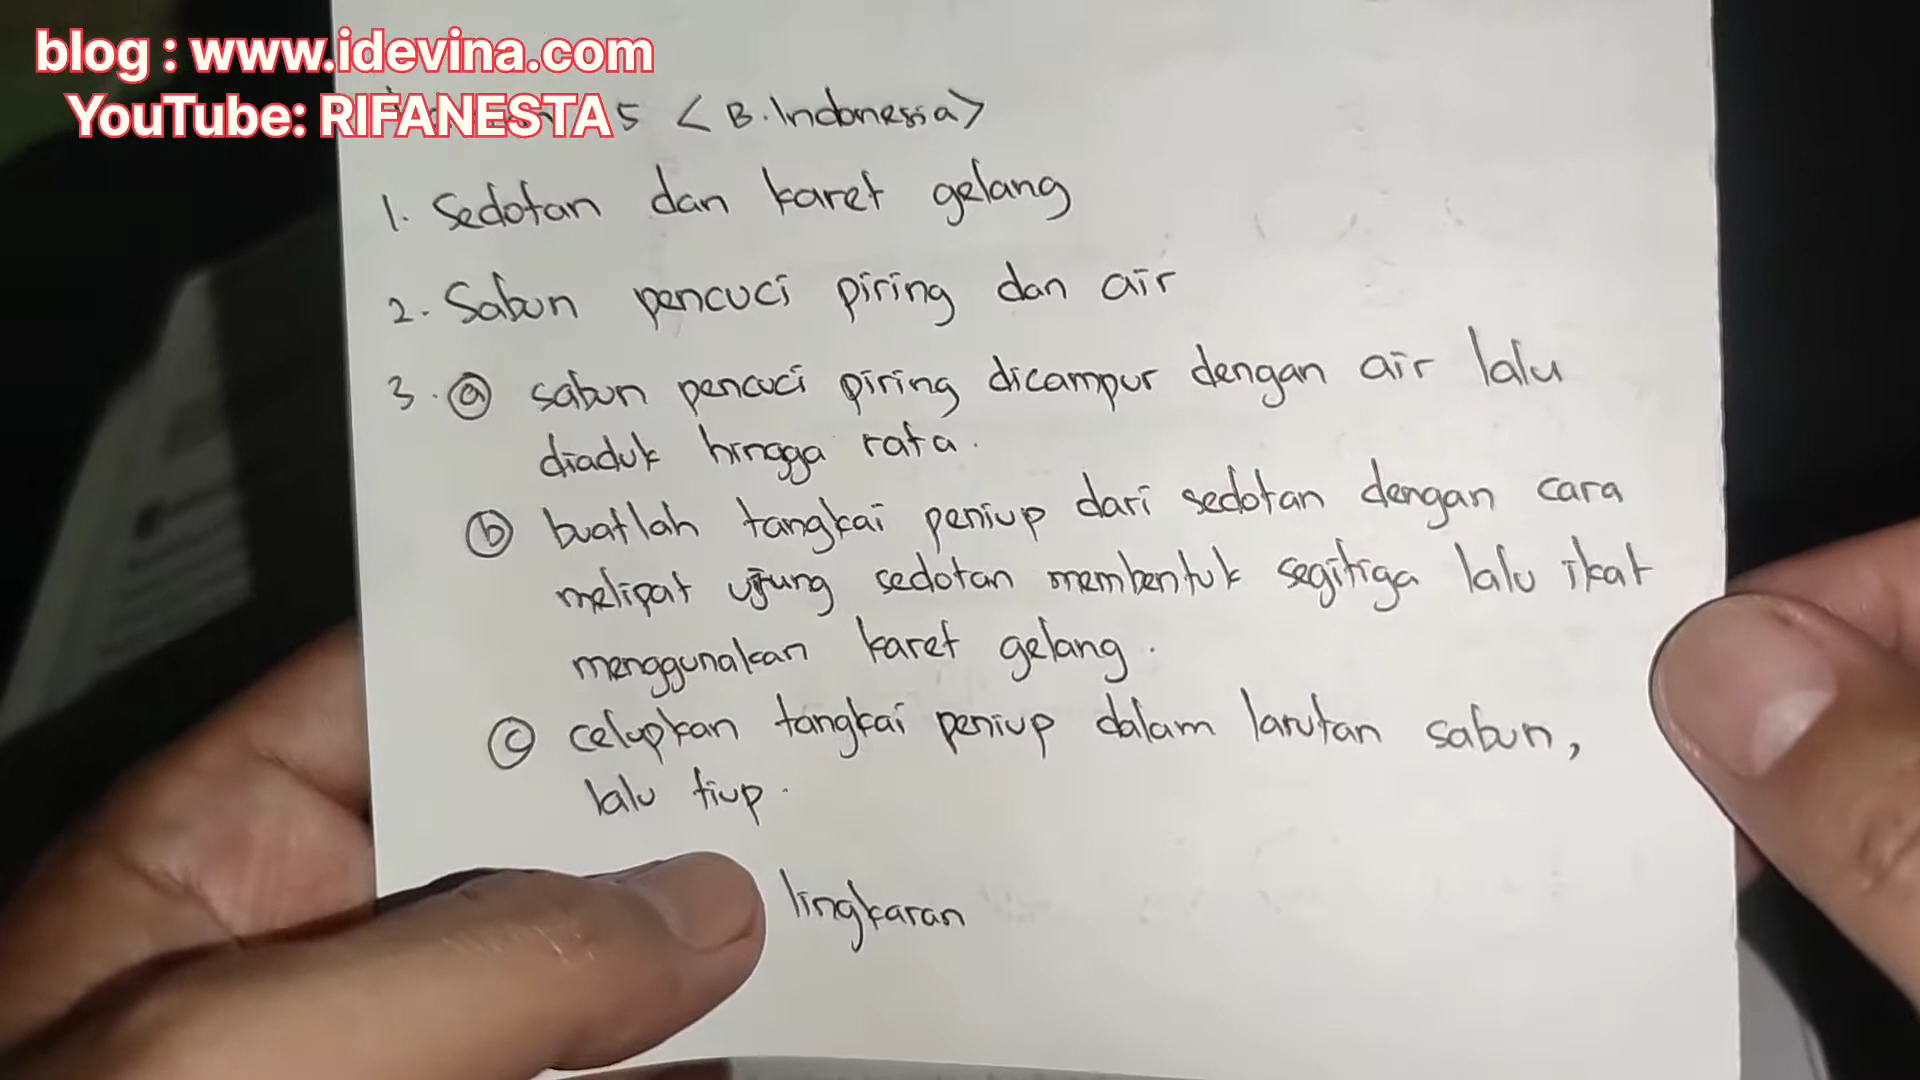 blog : www.idevina.com
YouTube: RIFANESTA
5 < B. Indonesia>
1. Sedotan dan karet gelang
2. Sabun pencuci piring dan air
3. a sabun pencuci piring dicampur dengan air lalu
diaduk hingga rata.
b buatlah tangkai peniup dari sedotan dengan cara
melipat ujung sedotan membentuk segitiga lalu ikat
menggunakan karet gelang.
c celupkan tangkai peniup dalam larutan sabun,
lalu tiup.
lingkaran